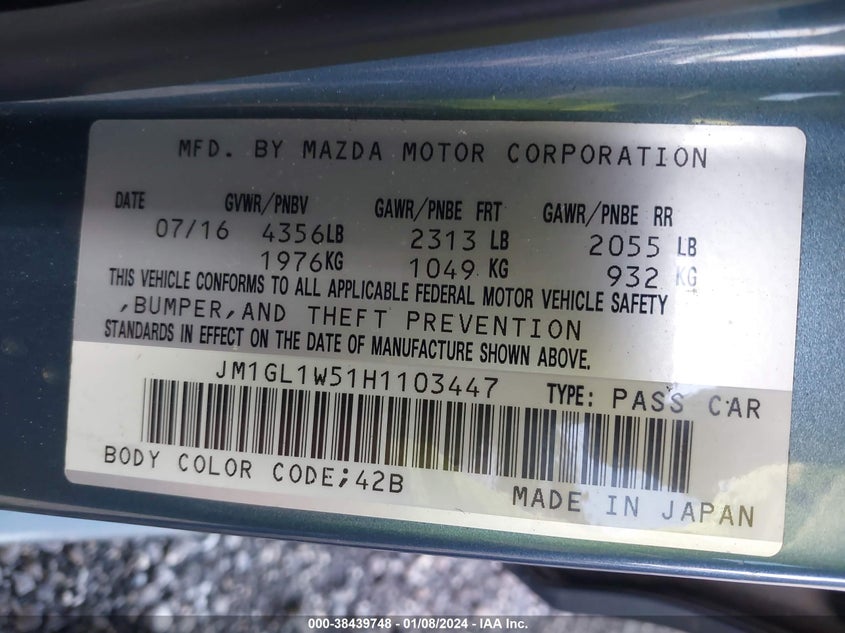 MFD. BY MAZDA MOTOR CORPORATION
DATE GVWR/PNBV GAWR/PNBE FRT GAWR/PNBE RR
07/16 4356LB 2313 LB 2055 LB
1976KG 1049 KG 932 KG
THIS VEHICLE CONFORMS TO ALL APPLICABLE FEDERAL MOTOR VEHICLE SAFETY
,BUMPER,AND THEFT PREVENTION
STANDARDS IN EFFECT ON THE DATE OF MANUFACTURE SHOWN ABOVE.
JM1GL1W51H1103447 TYPE: PASS CAR
BODY COLOR CODE;42B
MADE IN JAPAN
000-38439748 - 01/08/2024 - IAA Inc.